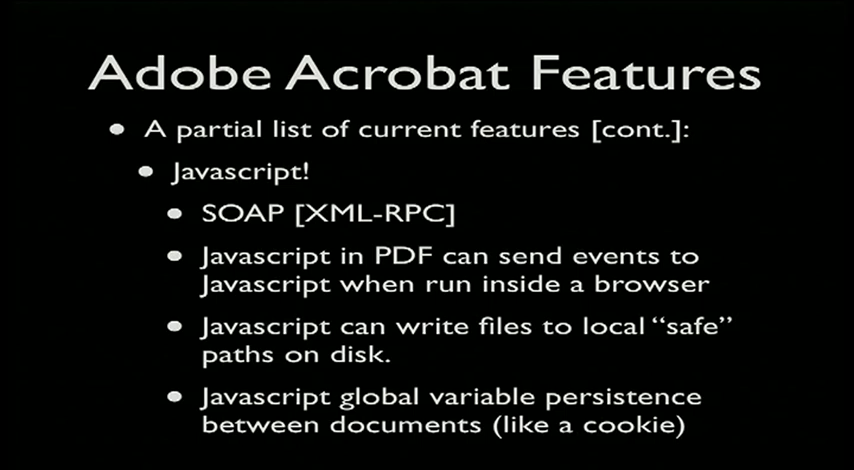 Adobe Acrobat Features
• A partial list of current features [cont.]:
• Javascript!
• SOAP [XML-RPC]
• Javascript in PDF can send events to
Javascript when run inside a browser
• Javascript can write files to local “safe”
paths on disk.
• Javascript global variable persistence
between documents (like a cookie)